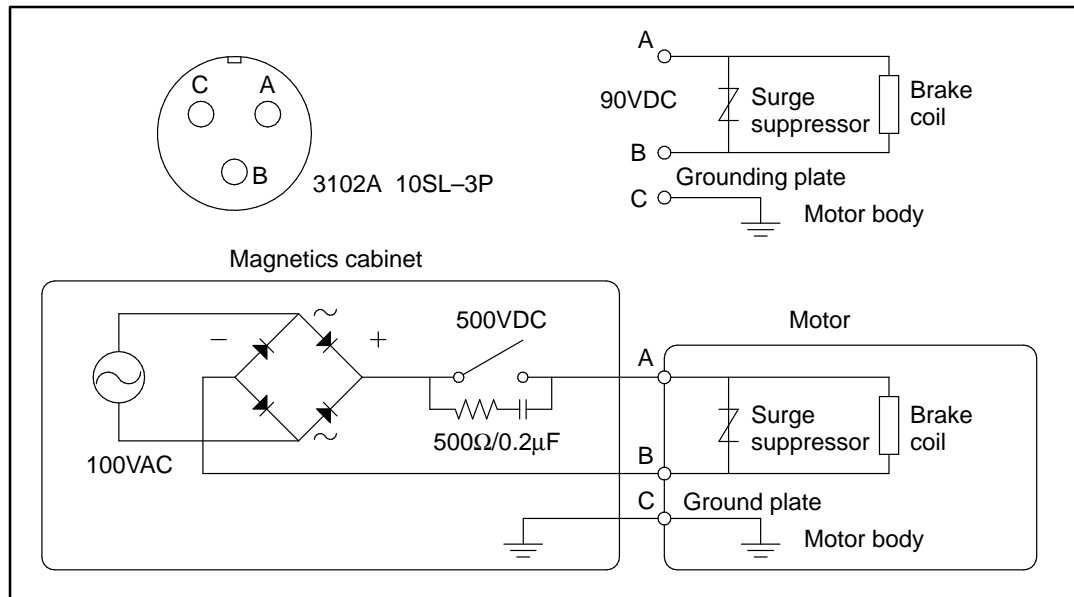 C A
B
3102A 10SL–3P
A
90VDC
Surge
suppressor
Brake
coil
B
Grounding plate
C
Motor body
Magnetics cabinet
~
500VDC
Motor
– +
A
Surge
suppressor
Brake
coil
~
500Ω/0.2μF
100VAC
B
C
Ground plate
Motor body